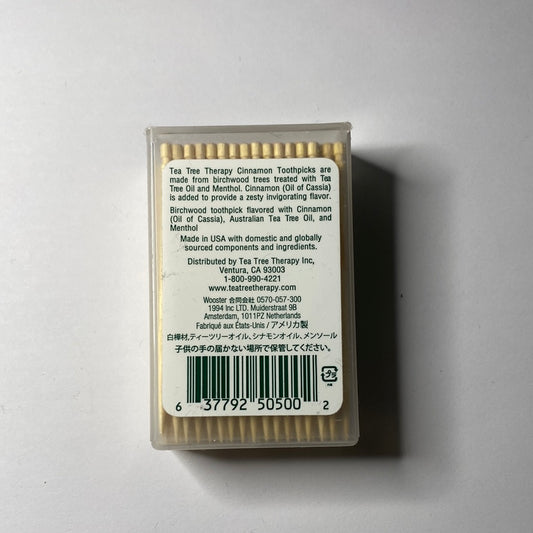 Tea Tree Therapy Cinnamon Toothpicks are
made from birchwood trees treated with Tea
Tree Oil and Menthol. Cinnamon (Oil of Cassia)
is added to provide a zesty invigorating flavor.
Birchwood toothpick flavored with Cinnamon
(Oil of Cassia), Australian Tea Tree Oil, and
Menthol
Made in USA with domestic and globally
sourced components and ingredients.
Distributed by Tea Tree Therapy Inc,
Ventura, CA 93003
1-800-990-4221
www.teatreetherapy.com
Wooster 合同会社 0570-057-300
1994 Inc LTD. Muiderstraat 9B
Amsterdam, 1011PZ Netherlands
Fabriqué aux États-Unis / アメリカ製
白樺材,ティーツリーオイル,シナモンオイル,メンソール
子供の手の届かない場所で保管してください。
プラ
6 37792 50500 2